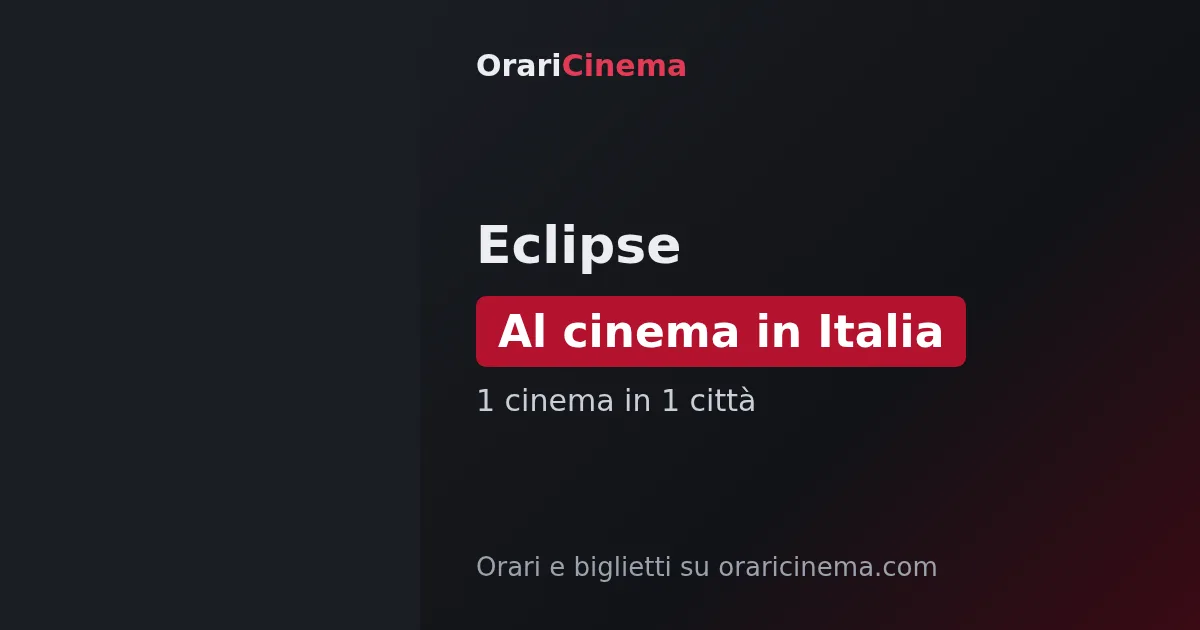 OrariCinema
Eclipse
Al cinema in Italia
1 cinema in 1 città
Orari e biglietti su oraricinema.com